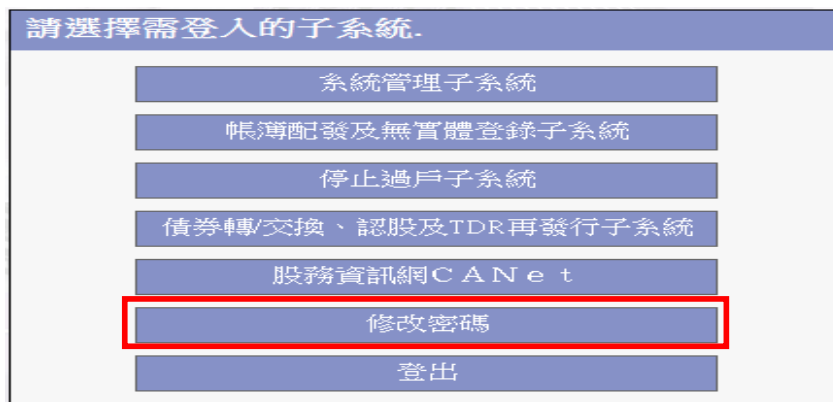 請選擇需登入的子系統.
系統管理子系統
帳簿配發及無實體登錄子系統
停止過戶子系統
債券轉/交換、認股及TDR再發行子系統
股務資訊網ＣＡＮｅｔ
修改密碼
登出